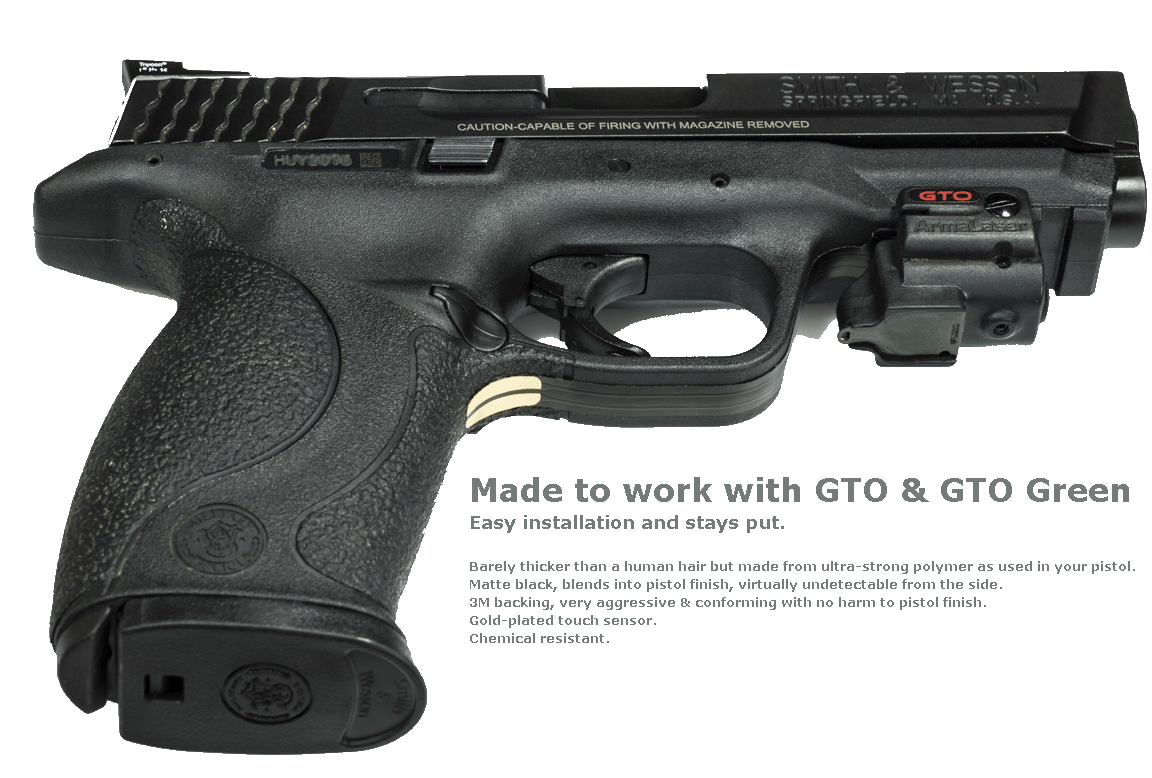 SMITH & WESSON
SPRINGFIELD, MA U.S.A.
CAUTION-CAPABLE OF FIRING WITH MAGAZINE REMOVED
HUY2076
GTO
ArmaLaser
Made to work with GTO & GTO Green
Easy installation and stays put.
Barely thicker than a human hair but made from ultra-strong polymer as used in your pistol.
Matte black, blends into pistol finish, virtually undetectable from the side.
3M backing, very aggressive & conforming with no harm to pistol finish.
Gold-plated touch sensor.
Chemical resistant.
Smith
&
Wesson